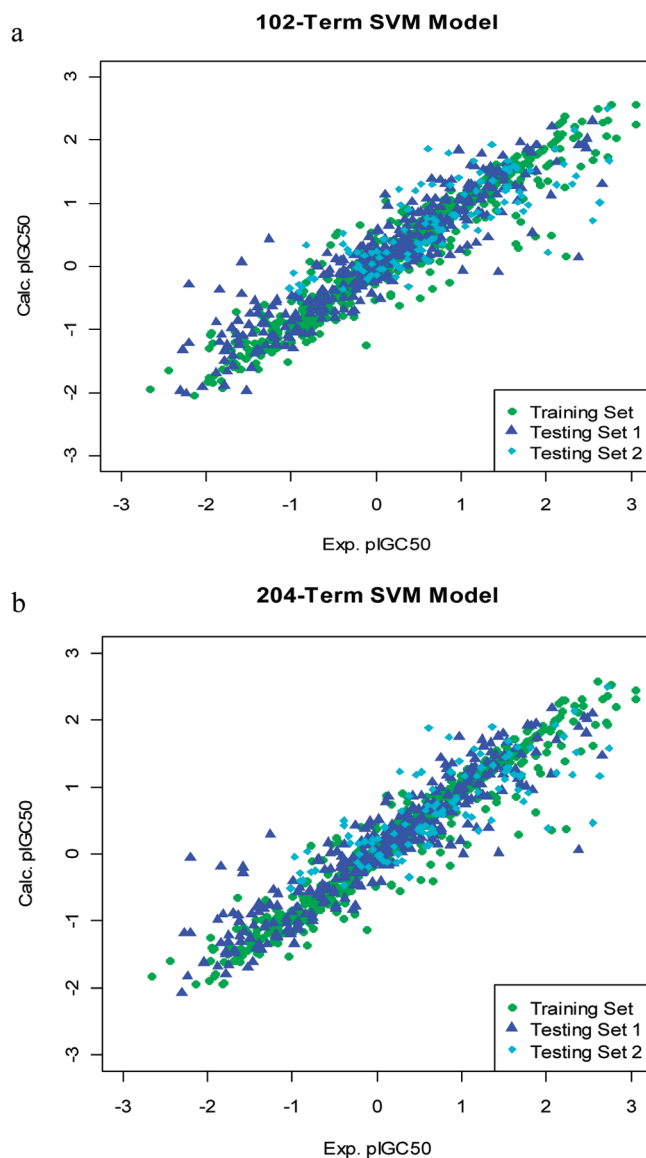 a
102-Term SVM Model
3
2
1
0
-1
-2
-3
Calc. pIGC50
Training Set
Testing Set 1
Testing Set 2
-3 -2 -1 0 1 2 3
Exp. pIGC50
b
204-Term SVM Model
3
2
1
0
-1
-2
-3
Calc. pIGC50
Training Set
Testing Set 1
Testing Set 2
-3 -2 -1 0 1 2 3
Exp. pIGC50